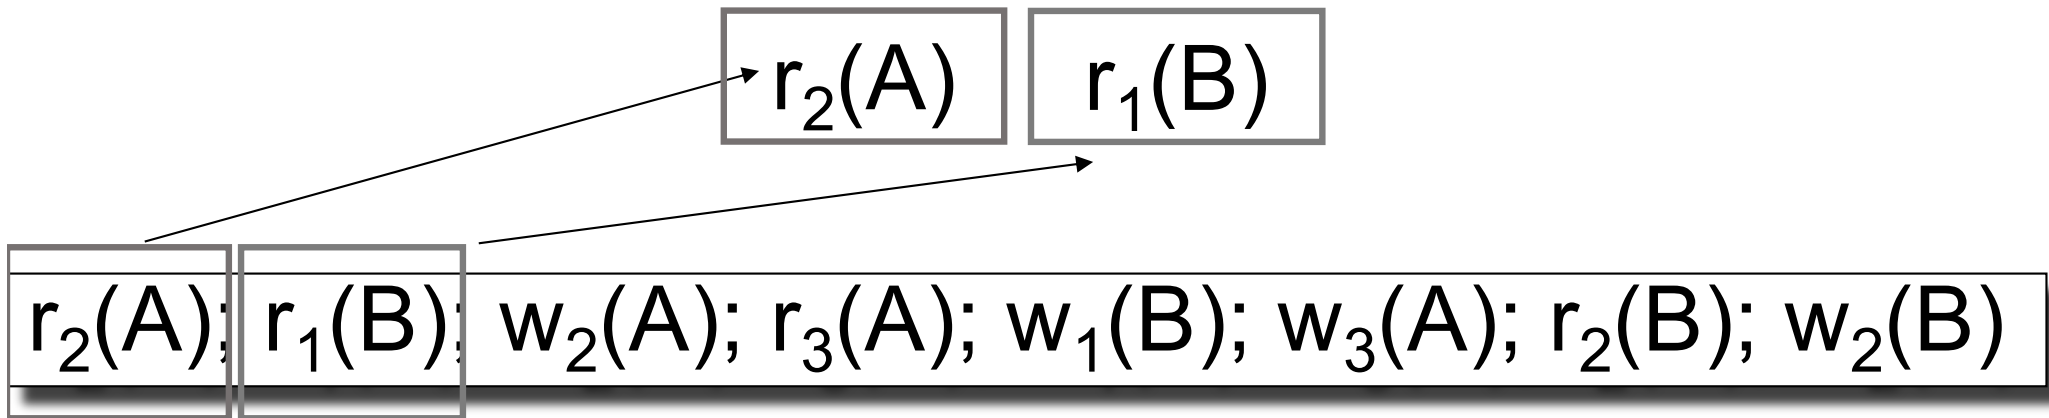 r₂(A) r₁(B)
r₂(A); r₁(B); w₂(A); r₃(A); w₁(B); w₃(A); r₂(B); w₂(B)